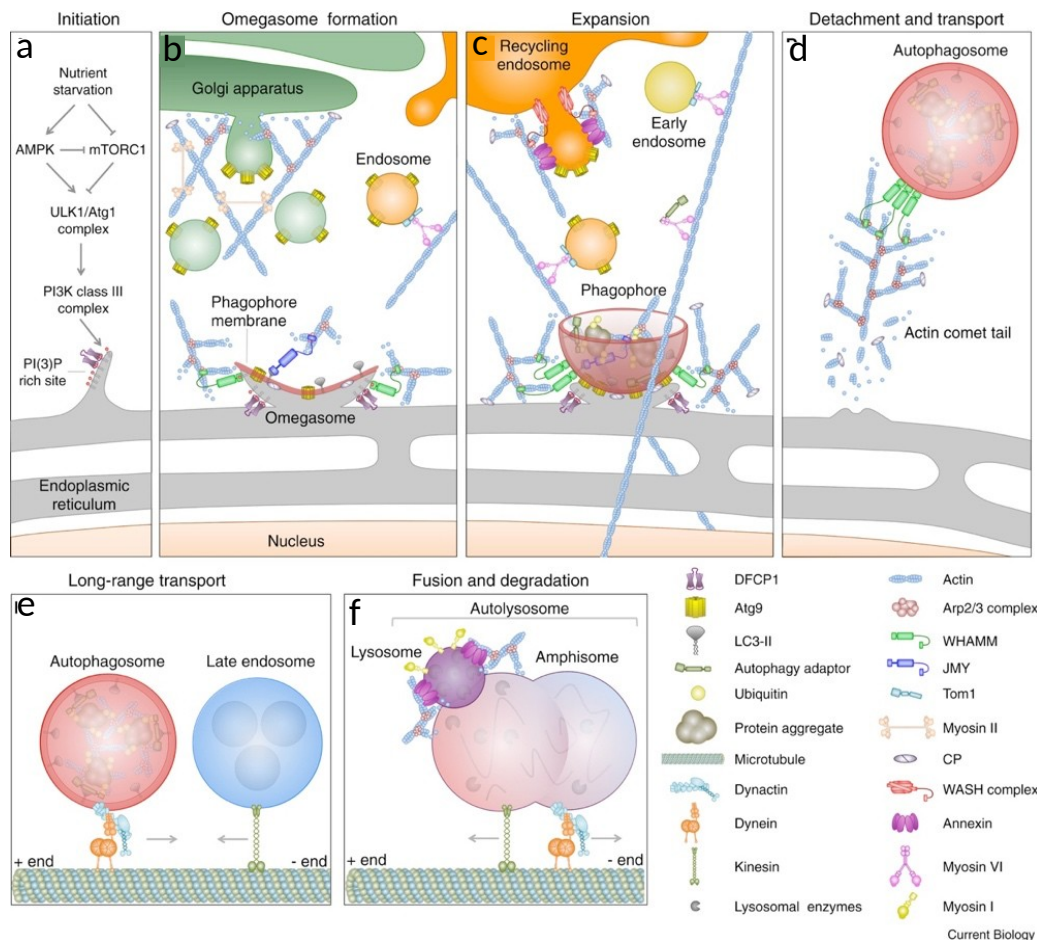 Initiation
Omegasome formation
Expansion
Detachment and transport
a
Nutrient
starvation
AMPK
mTORC1
ULK1/Atg1
complex
PI3K class III
complex
PI(3)P
rich site
Endoplasmic
reticulum
b
Golgi apparatus
Endosome
Phagophore
membrane
Omegasome
Nucleus
c
Recycling
endosome
Early
endosome
Phagophore
d
Autophagosome
Actin comet tail
Long-range transport
e
Autophagosome
Late endosome
+ end
- end
Fusion and degradation
f
Autolysosome
Lysosome
Amphisome
+ end
- end
DFCP1
Atg9
LC3-II
Autophagy adaptor
Ubiquitin
Protein aggregate
Microtubule
Dynactin
Dynein
Kinesin
Lysosomal enzymes
Actin
Arp2/3 complex
WHAMM
JMY
Tom1
Myosin II
CP
WASH complex
Annexin
Myosin VI
Myosin I
Current Biology